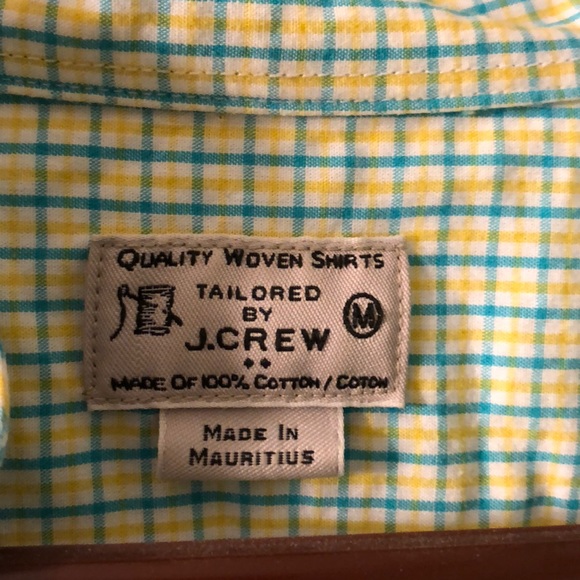 QUALITY WOVEN SHIRTS
TAILORED
BY
M
J.CREW
MADE OF 100% COTTON / COTON
MADE IN
MAURITIUS